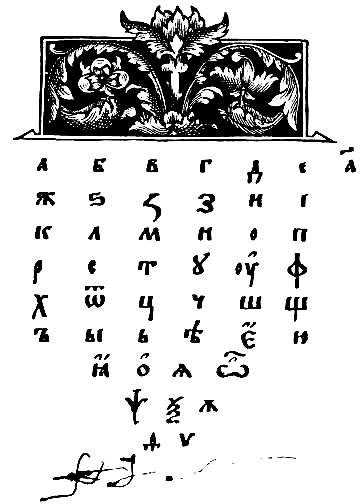 а б в г д е а҃
ж ѕ ꙁ з и і
к л м н о п
р с т ꙋ оу҆ ф
х ѿ ц ч ш щ
ъ ы ь ѣ є҆ ю
ꙗ҆ о҆ ѧ ѽ
ѱ ѯ ѫ
ѵ